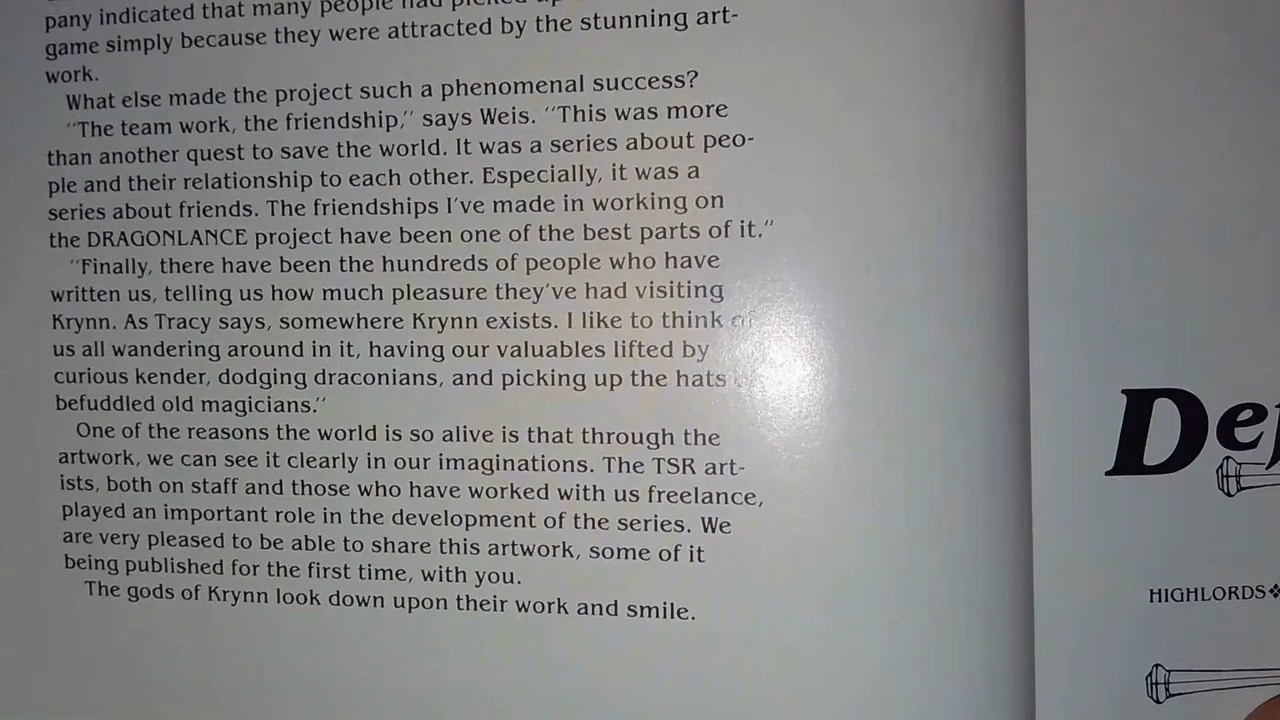 pany indicated that many people had picked up
game simply because they were attracted by the stunning art-
work.
What else made the project such a phenomenal success?
"The team work, the friendship," says Weis. "This was more
than another quest to save the world. It was a series about peo-
ple and their relationship to each other. Especially, it was a
series about friends. The friendships I've made in working on
the DRAGONLANCE project have been one of the best parts of it."
"Finally, there have been the hundreds of people who have
written us, telling us how much pleasure they've had visiting
Krynn. As Tracy says, somewhere Krynn exists. I like to think of
us all wandering around in it, having our valuables lifted by
curious kender, dodging draconians, and picking up the hats
befuddled old magicians."
One of the reasons the world is so alive is that through the
artwork, we can see it clearly in our imaginations. The TSR art-
ists, both on staff and those who have worked with us freelance,
played an important role in the development of the series. We
are very pleased to be able to share this artwork, some of it
being published for the first time, with you.
The gods of Krynn look down upon their work and smile.
De
HIGHLORDS❖